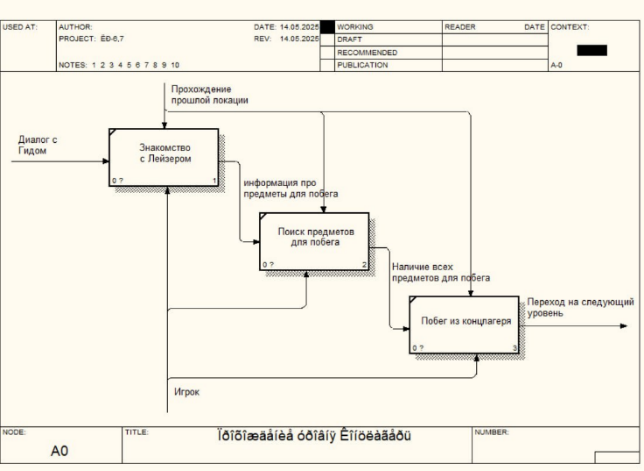 USED AT:
AUTHOR:
DATE: 14.05.2025
WORKING
READER
DATE
CONTEXT:
PROJECT: ÊÐ-6,7
REV: 14.05.2025
DRAFT
RECOMMENDED
NOTES: 1 2 3 4 5 6 7 8 9 10
PUBLICATION
A-0
Прохождение
прошлой локации
Диалог с
Гидом
Знакомство
с Лейзером
0 ?
1
информация про
предметы для побега
Поиск предметов
для побега
0 ?
2
Наличие всех
предметов для побега
Переход на следующий
уровень
Побег из концлагеря
0 ?
3
Игрок
NODE:
TITLE:
NUMBER:
A0
Ïðîõîæäåíèå óðîâíÿ Êîíöëàãåðü